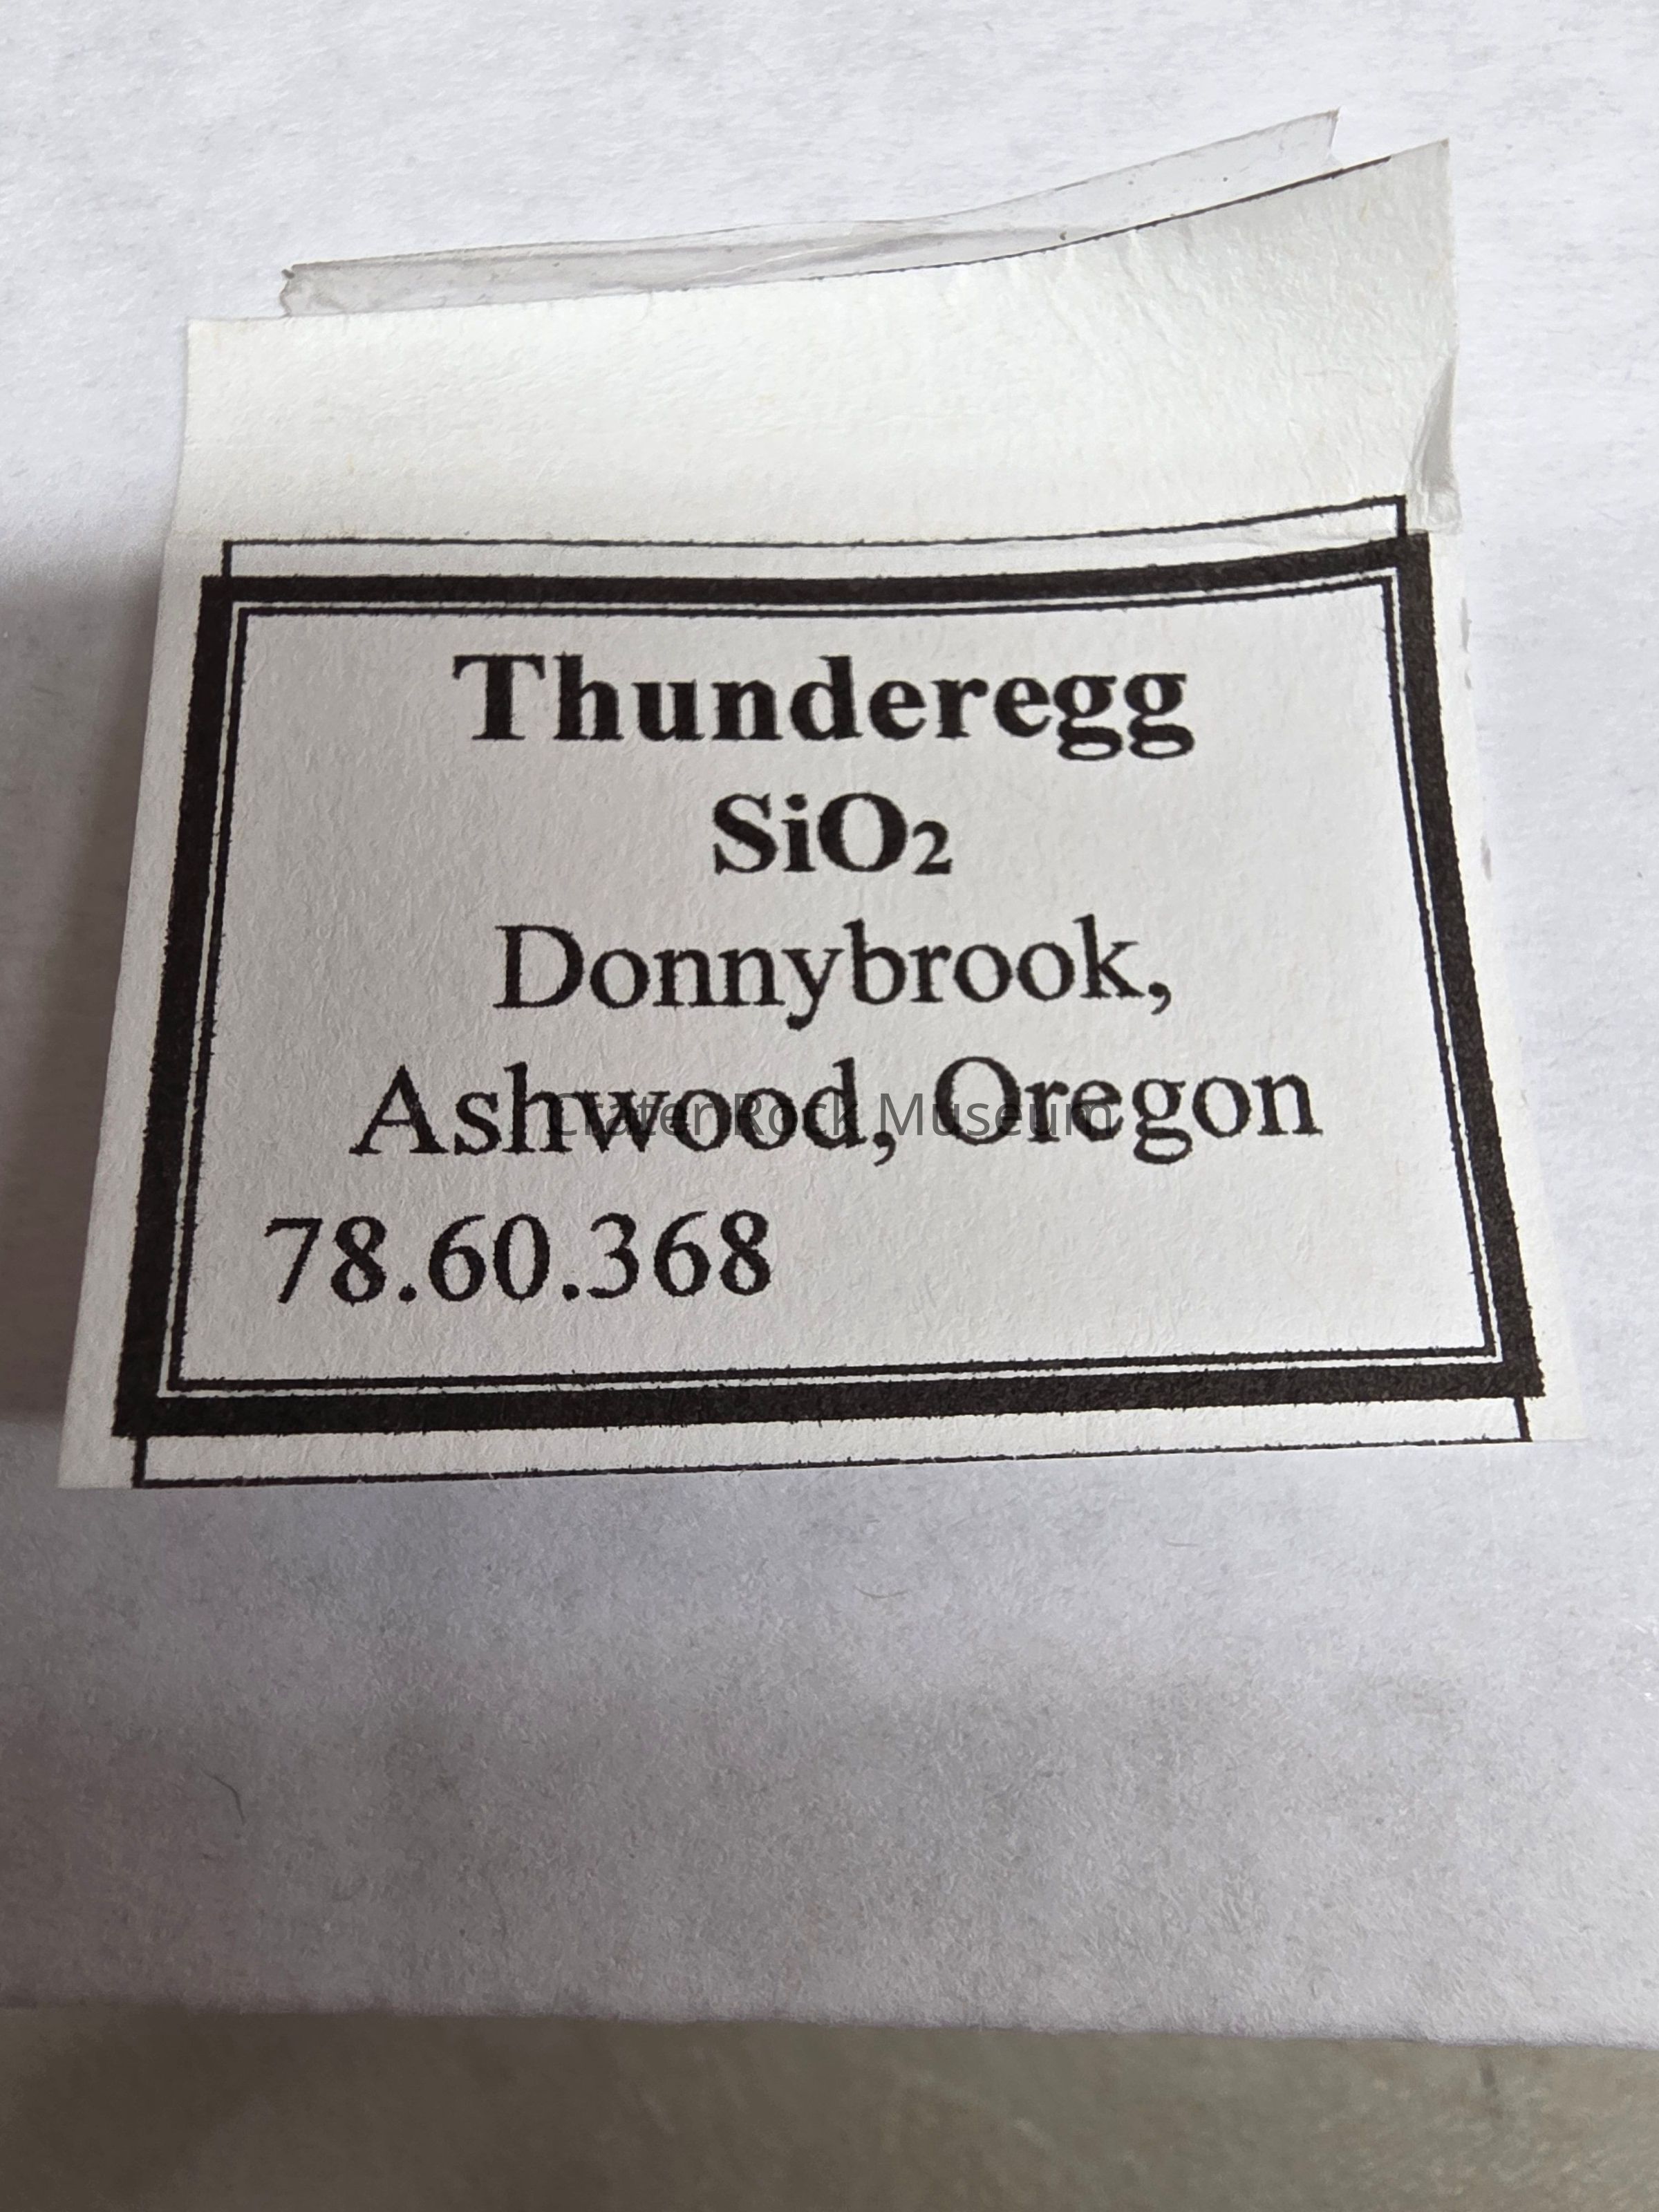 Thunderegg
SiO₂
Donnybrook,
Ashwood, Oregon
Crater Rock Museum
78.60.368